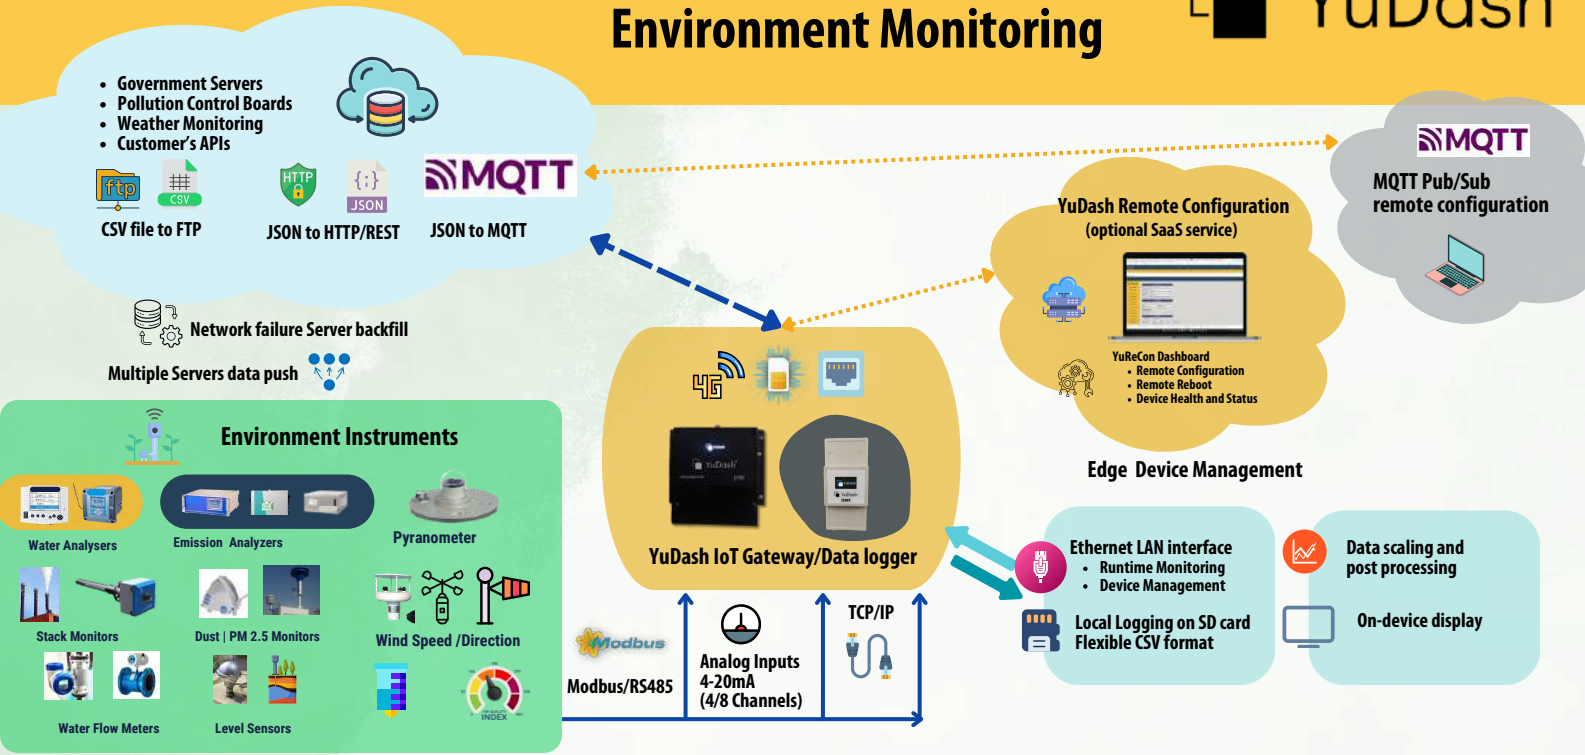 Environment Monitoring
YuDash
• Government Servers
• Pollution Control Boards
• Weather Monitoring
• Customer's APIs
ftp
CSV
HTTP
{;}
JSON
MQTT
CSV file to FTP
JSON to HTTP/REST
JSON to MQTT
MQTT
MQTT Pub/Sub
remote configuration
YuDash Remote Configuration
(optional SaaS service)
YuReCon Dashboard
• Remote Configuration
• Remote Reboot
• Device Health and Status
Edge Device Management
Network failure Server backfill
Multiple Servers data push
Environment Instruments
Water Analysers
Emission Analyzers
Pyranometer
Stack Monitors
Dust | PM 2.5 Monitors
Wind Speed /Direction
Water Flow Meters
Level Sensors
AIR QUALITY
INDEX
4G
YuDash
YuDash
YuDash IoT Gateway/Data logger
Modbus
Modbus/RS485
Analog Inputs
4-20mA
(4/8 Channels)
TCP/IP
Ethernet LAN interface
• Runtime Monitoring
• Device Management
Local Logging on SD card
Flexible CSV format
Data scaling and
post processing
On-device display